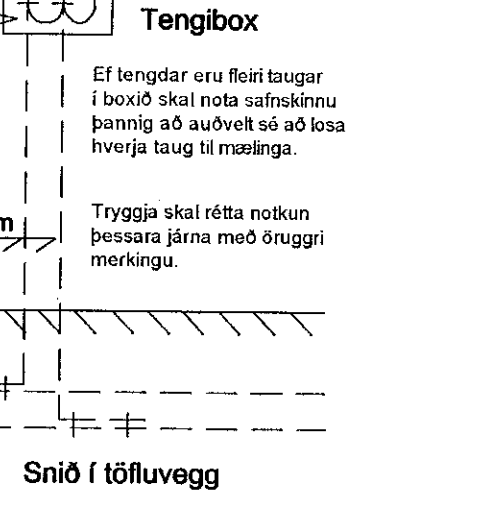 Tengibox
Ef tengdar eru fleiri taugar
í boxið skal nota safnskinnu
þannig að auðvelt sé að losa
hverja taug til mælinga.
m
Tryggja skal rétta notkun
þessara járna með öruggri
merkingu.
Snið í töfluvegg